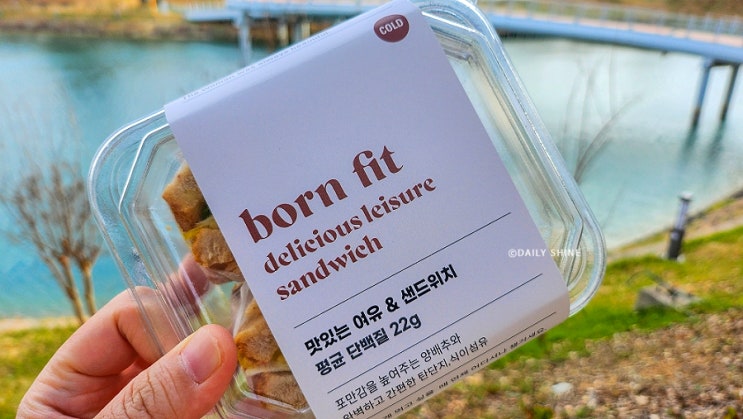 COLD
born fit
delicious leisure
sandwich
맛있는 여유 & 샌드위치
평균 단백질 22g
포만감을 높여주는 양배추와
완벽하고 간편한 탄단지, 식이섬유
©DAILY SHINE